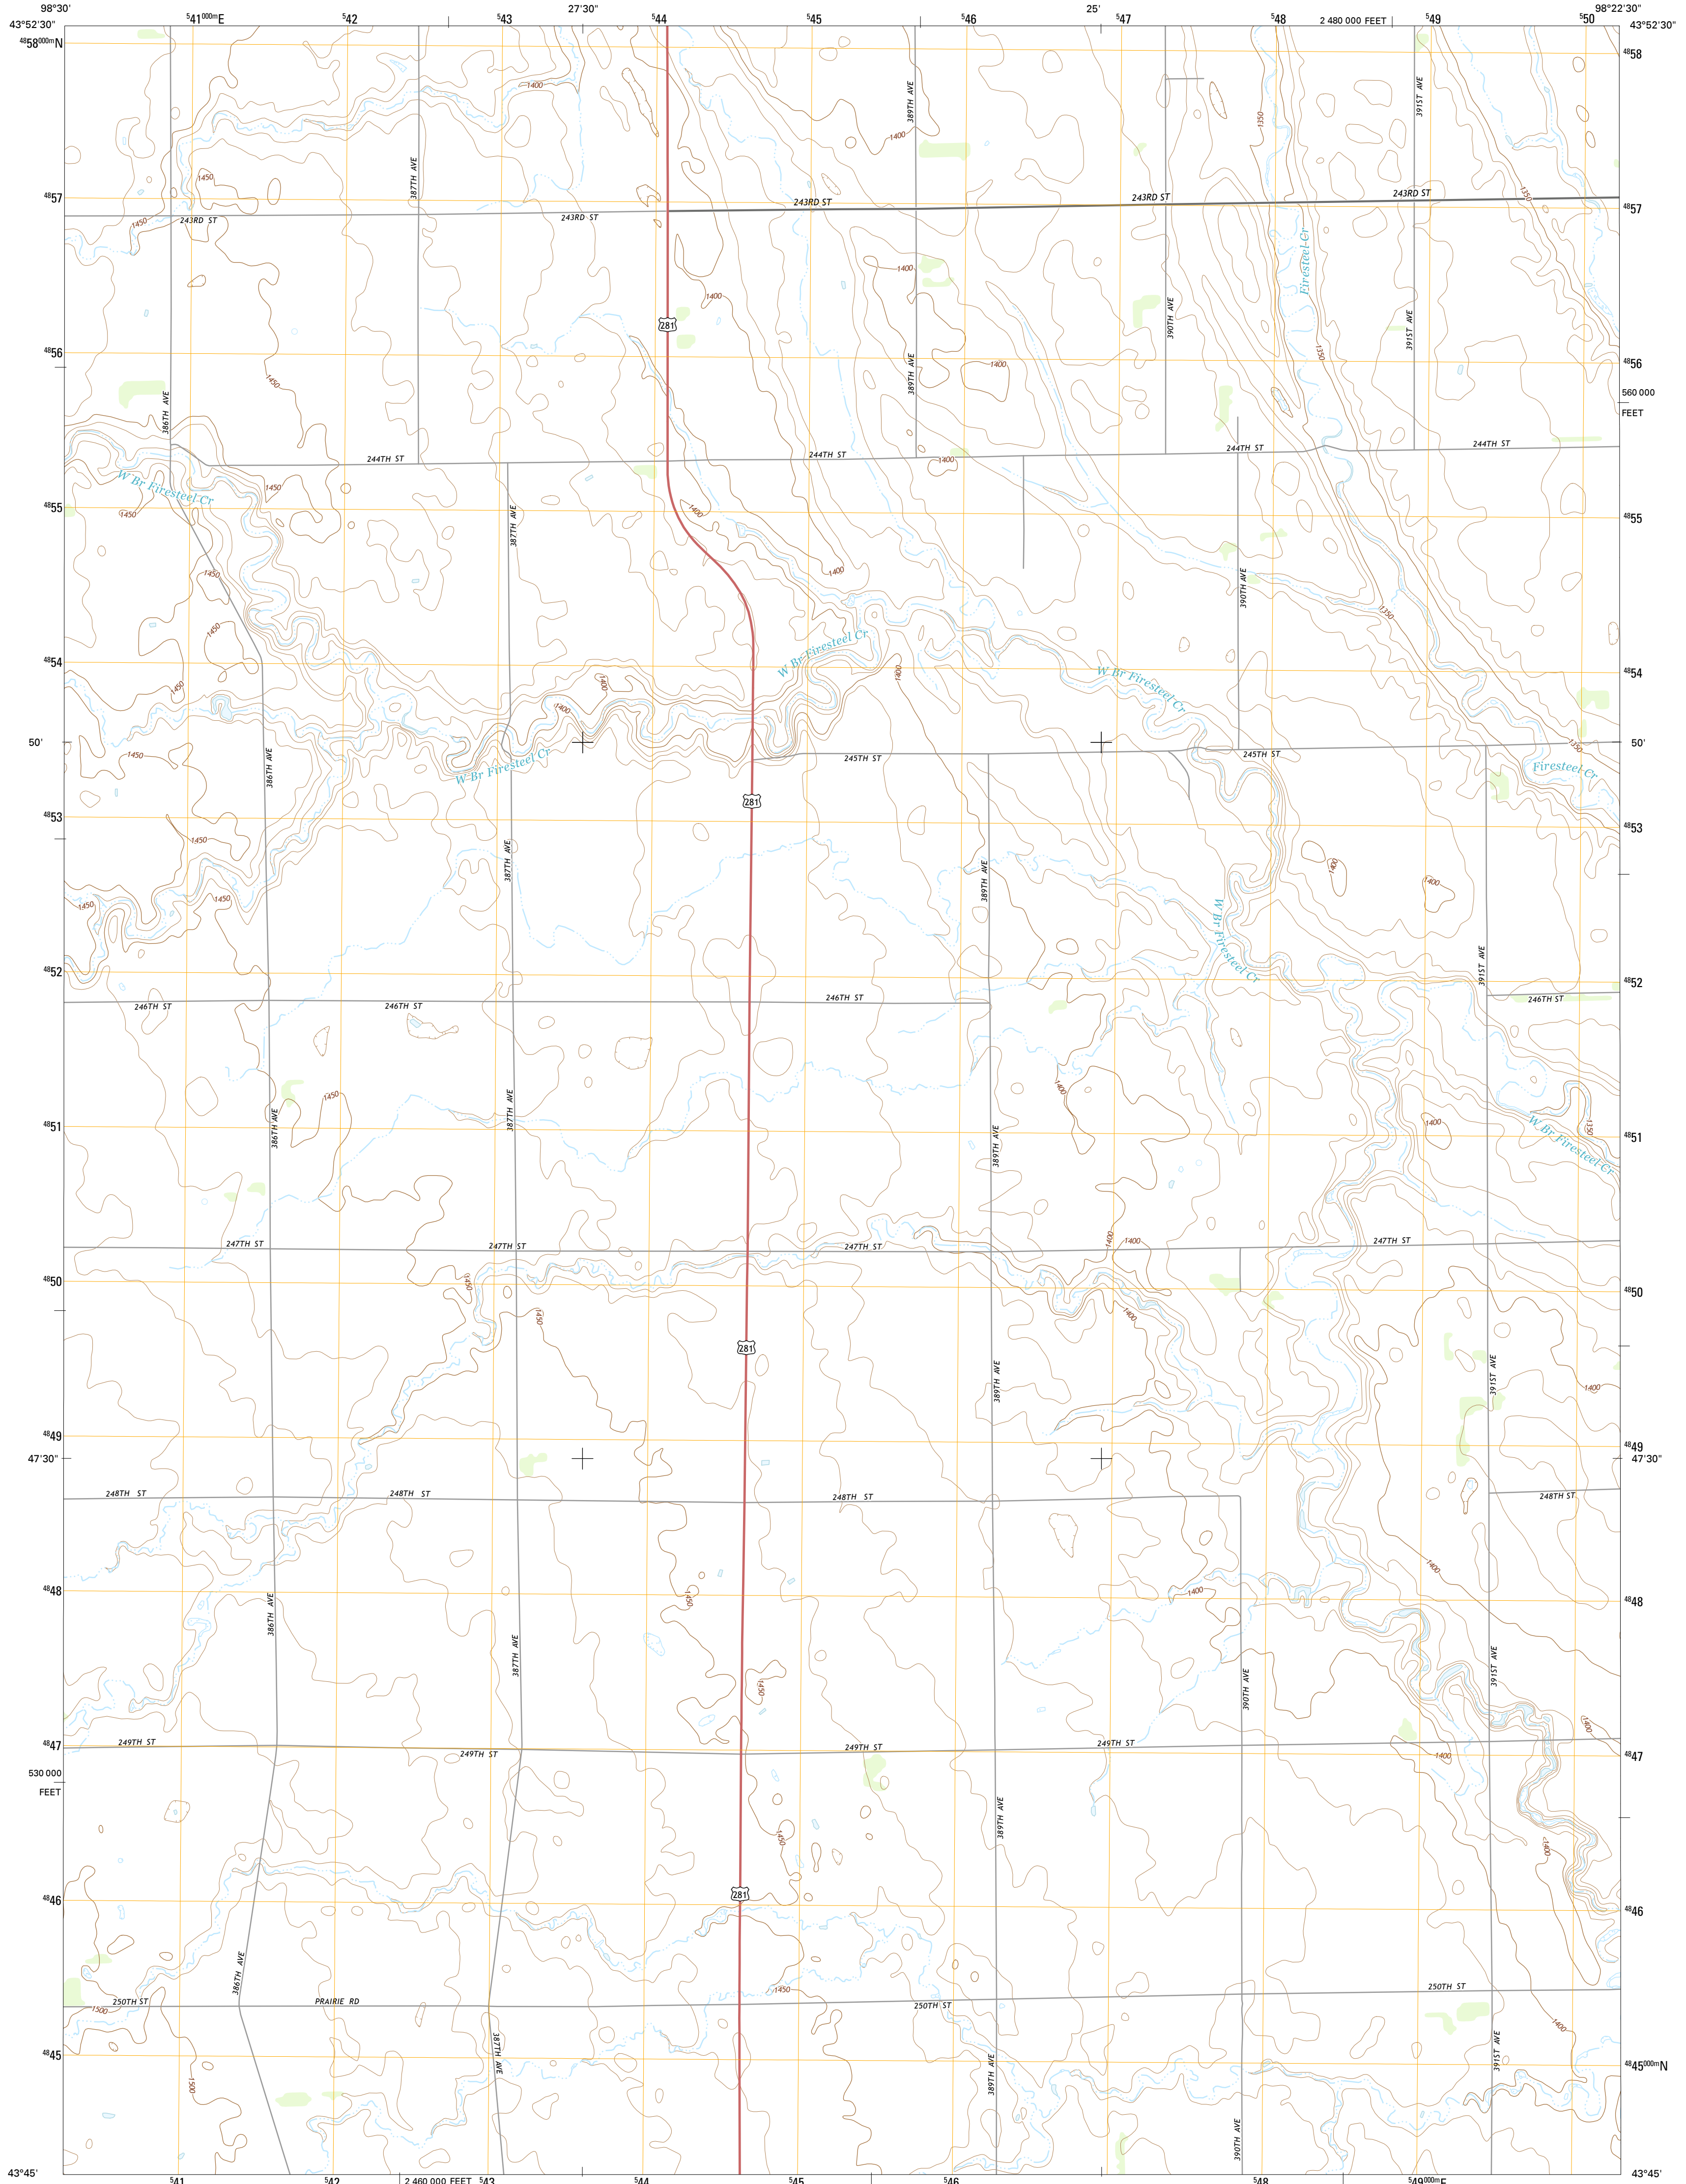 98°30' 27'30" 25' 98°22'30"
43°52'30" ⁵41⁰⁰⁰ᵐE ⁵42 ⁵43 ⁵44 ⁵45 ⁵46 ⁵47 ⁵48 2 480 000 FEET ⁵49 ⁵50 43°52'30"
⁴⁸58⁰⁰⁰ᵐN ⁴⁸58
1400 389TH AVE 391ST AVE
1350
1400
387TH AVE
1450
⁴⁸57 1350 243RD ST 243RD ST 243RD ST ⁴⁸57
1450 243RD ST 243RD ST
Firesteel Cr
1400
1400
281 390TH AVE 391ST AVE
⁴⁸56 1350 ⁴⁸56
389TH AVE 1400
1450
560 000
FEET
386TH AVE
244TH ST 244TH ST 244TH ST 244TH ST
1400
W Br Firesteel Cr 1450
⁴⁸55 1450 1400 ⁴⁸55
387TH AVE
1450 1400 390TH AVE
1350
1450
W Br Firesteel Cr
⁴⁸54 1400 W Br Firesteel Cr ⁴⁸54
1450 1400
1400
50' 50'
1450 386TH AVE W Br Firesteel Cr 245TH ST 245TH ST 1350
Firesteel Cr
281
⁴⁸53 ⁴⁸53
1450 387TH AVE
389TH AVE 1400 1400
1450 1450
W Br Firesteel Cr
391ST AVE
⁴⁸52 ⁴⁸52
246TH ST 246TH ST 246TH ST 246TH ST
1450 1400
⁴⁸51 386TH AVE 387TH AVE 1400 1350 ⁴⁸51
389TH AVE W Br Firesteel Cr
247TH ST 247TH ST 247TH ST 1400 1400 247TH ST
⁴⁸50 1450 ⁴⁸50
1450 1400
281
389TH AVE 391ST AVE 1400
⁴⁸49 ⁴⁸49
47'30" 47'30"
248TH ST 248TH ST 248TH ST 248TH ST
1400
⁴⁸48 1450 1400 ⁴⁸48
386TH AVE
387TH AVE 1450 390TH AVE 391ST AVE
1400
⁴⁸47 249TH ST 249TH ST 249TH ST 249TH ST 1400 ⁴⁸47
530 000
FEET
389TH AVE
1450 1400
281
⁴⁸46 ⁴⁸46
386TH AVE
1450 250TH ST
1500 250TH ST PRAIRIE RD 250TH ST
1400
⁴⁸45 387TH AVE 389TH AVE 391ST AVE ⁴⁸45⁰⁰⁰ᵐN
1500
390TH AVE
43°45' ⁵41 ⁵42 2 460 000 FEET ⁵43 ⁵44 ⁵45 ⁵46 ⁵48 ⁵49⁰⁰⁰ᵐE 43°45'